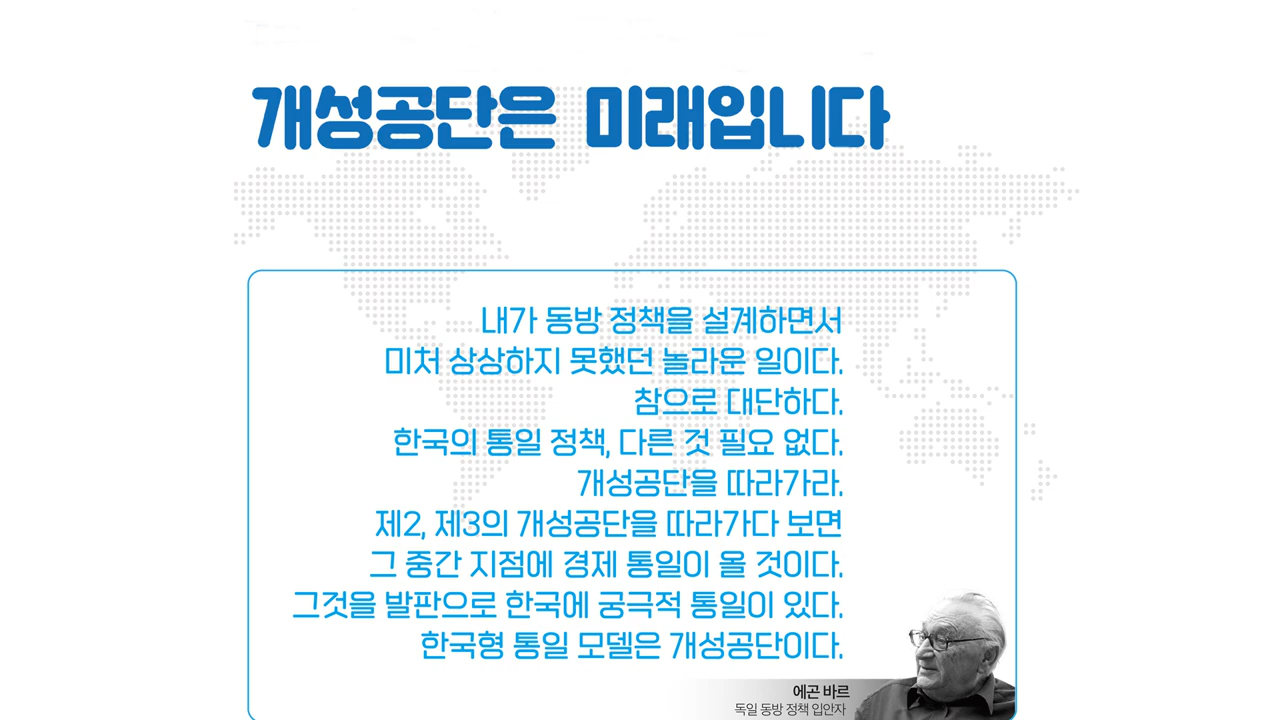 개성공단은 미래입니다
내가 동방 정책을 설계하면서
미처 상상하지 못했던 놀라운 일이다.
참으로 대단하다.
한국의 통일 정책, 다른 것 필요 없다.
개성공단을 따라가라.
제2, 제3의 개성공단을 따라가다 보면
그 중간 지점에 경제 통일이 올 것이다.
그것을 발판으로 한국에 궁극적 통일이 있다.
한국형 통일 모델은 개성공단이다.
에곤 바르
독일 동방 정책 입안자